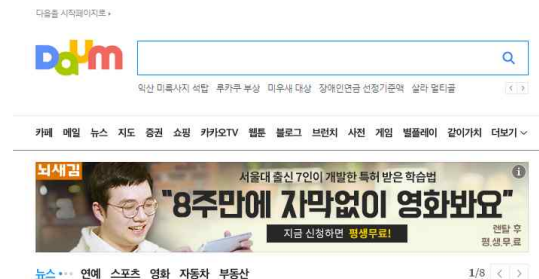 다음을 시작페이지로 ›
Daum
익산 미륵사지 석탑 루카쿠 부상 미우새 대상 장애인연금 선정기준액 살라 멀티골
카페 메일 뉴스 지도 증권 쇼핑 카카오TV 웹툰 블로그 브런치 사전 게임 별플레이 같이가치 더보기
뇌새김
서울대 출신 7인이 개발한 특허 받은 학습법
"8주만에 자막없이 영화봐요"
지금 신청하면 평생무료!
렌탈 후
평생무료
뉴스 연예 스포츠 영화 자동차 부동산 1/8 < >